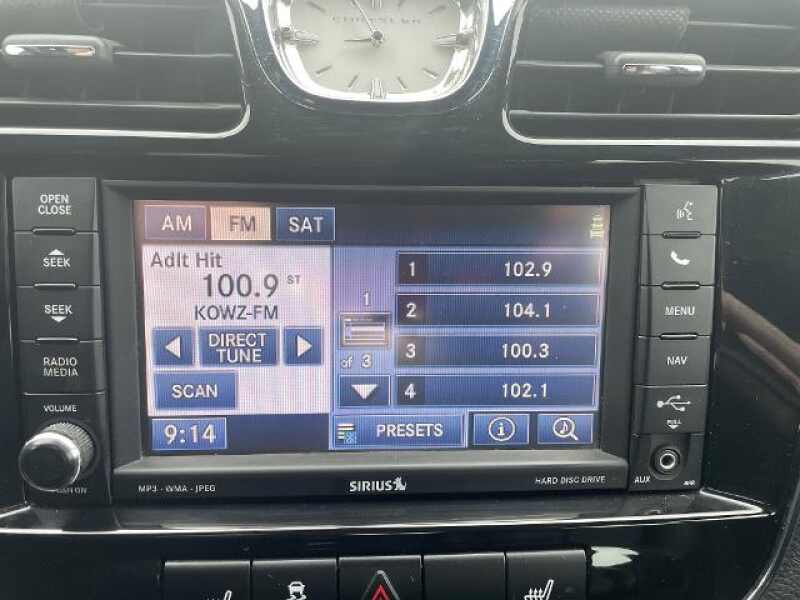 CHRYSLER
OPEN
CLOSE
SEEK
SEEK
RADIO
MEDIA
VOLUME
AM FM SAT
Adlt Hit
100.9 ST
KOWZ-FM
DIRECT
TUNE
SCAN
9:14
1
of 3
1 102.9
2 104.1
3 100.3
4 102.1
PRESETS
MENU
NAV
PULL
AUX
MP3 - WMA - JPEG
SIRIUS
HARD DISC DRIVE